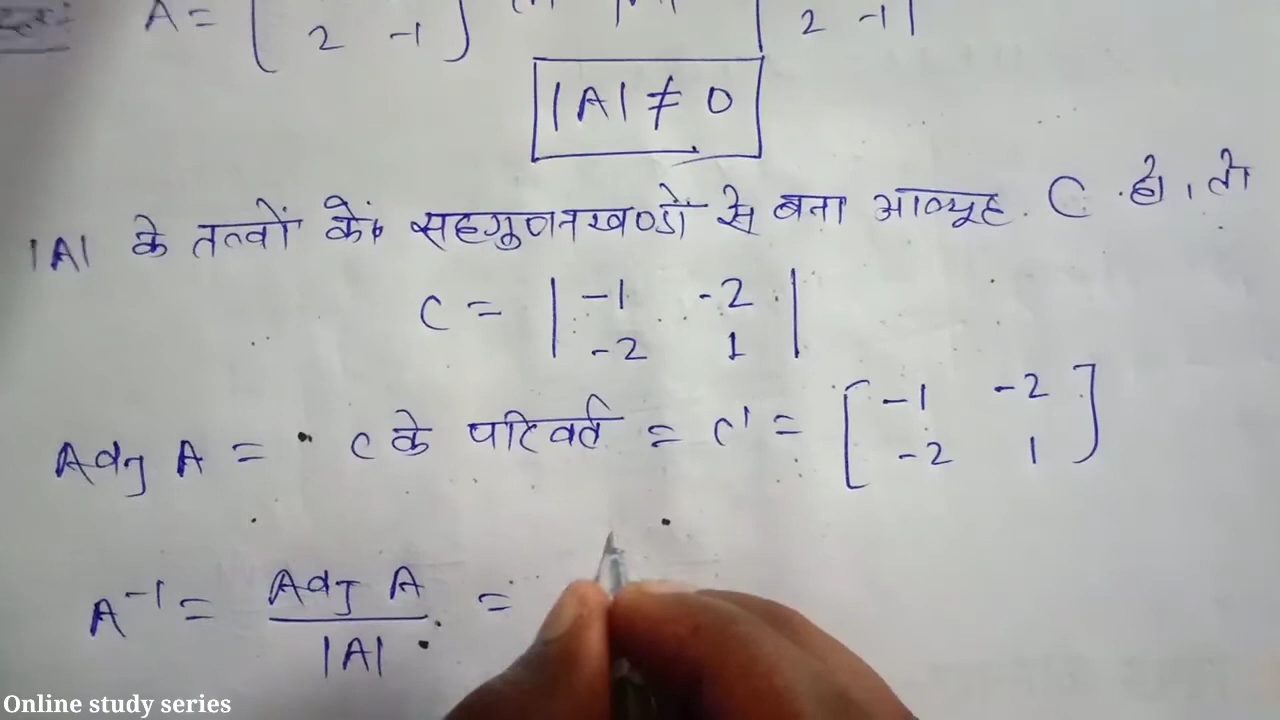 A = [
2 -1 ] 2 -1 |
|A| ≠ 0
|A| के तत्वों के सहगुणनखण्डों से बना आव्यूह C हो, तो
C = | -1 -2 |
| -2 1 |
Adj A = C के परिवर्त = C' = [ -1 -2 ]
[ -2 1 ]
A⁻¹ = Adj A / |A| =
Online study series